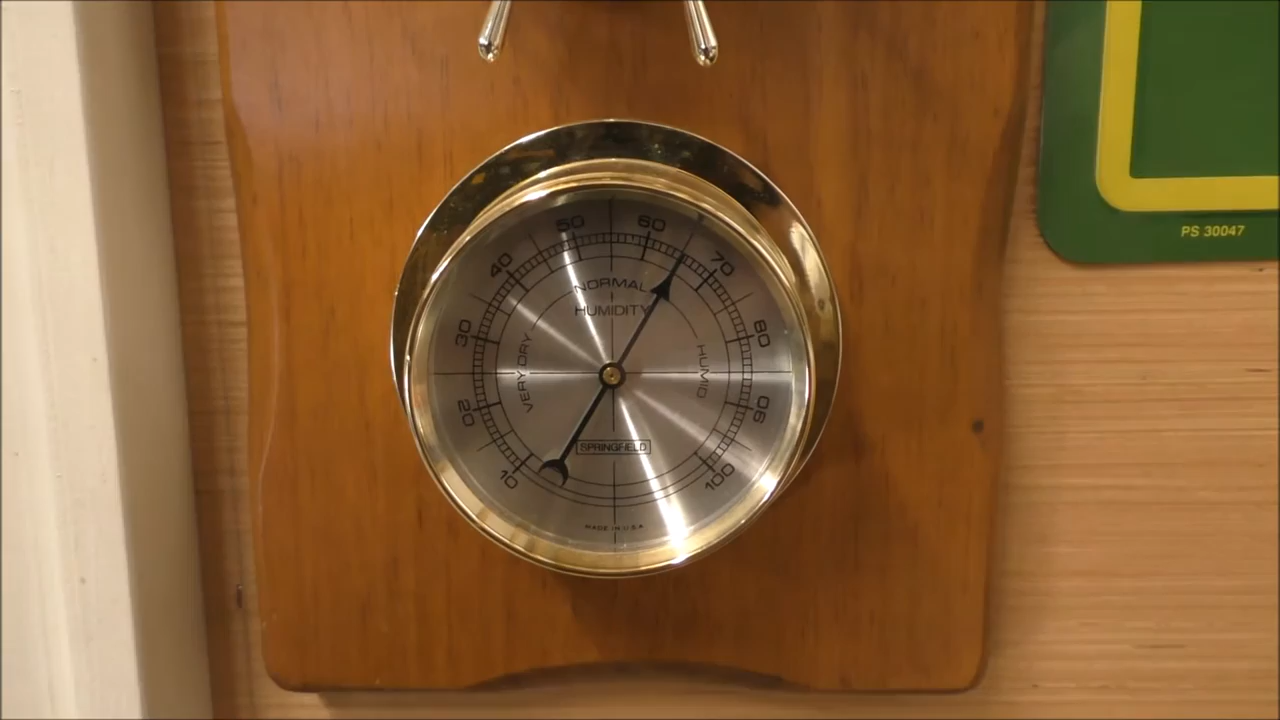 PS 30047
50 60
40 70
NORMAL
HUMIDITY
30 80
VERY DRY HUMID
20 90
SPRINGFIELD
10 100
MADE IN U.S.A.